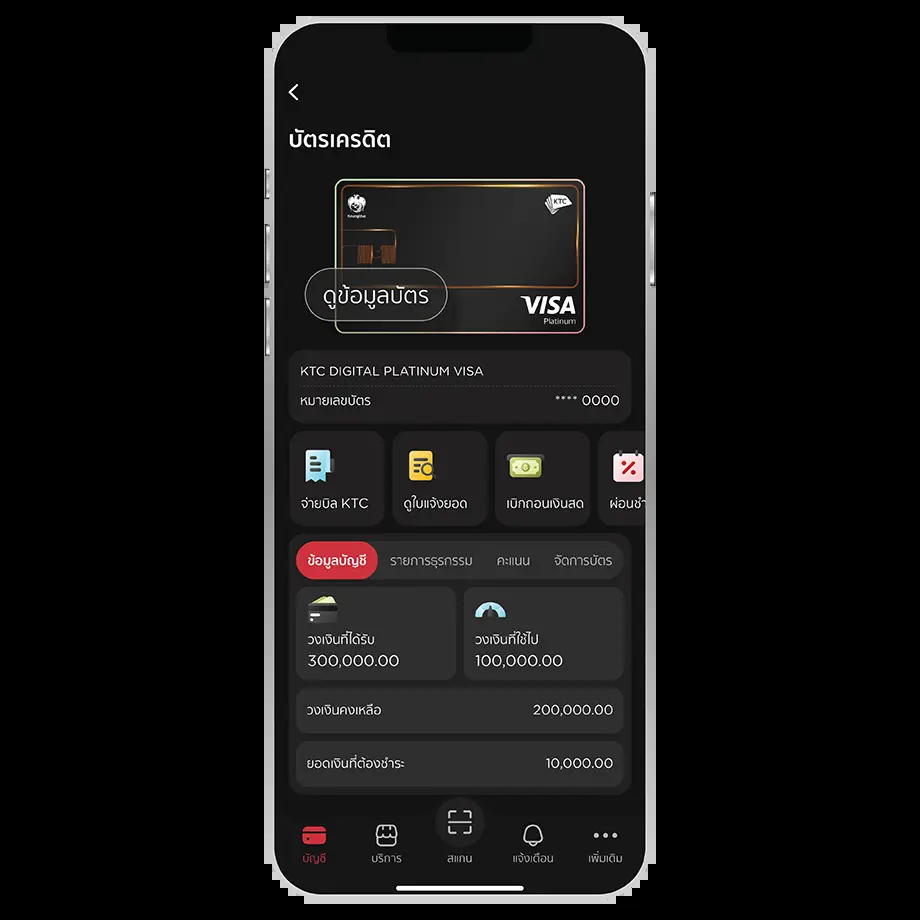 บัตรเครดิต
KTC
ดูข้อมูลบัตร
VISA
Platinum
KTC DIGITAL PLATINUM VISA
หมายเลขบัตร **** 0000
จ่ายบิล KTC ดูใบแจ้งยอด เบิกถอนเงินสด ผ่อนชำ
ข้อมูลบัญชี รายการธุรกรรม คะแนน จัดการบัตร
วงเงินที่ได้รับ วงเงินที่ใช้ไป
300,000.00 100,000.00
วงเงินคงเหลือ 200,000.00
ยอดเงินที่ต้องชำระ 10,000.00
บัญชี บริการ สแกน แจ้งเตือน เพิ่มเติม